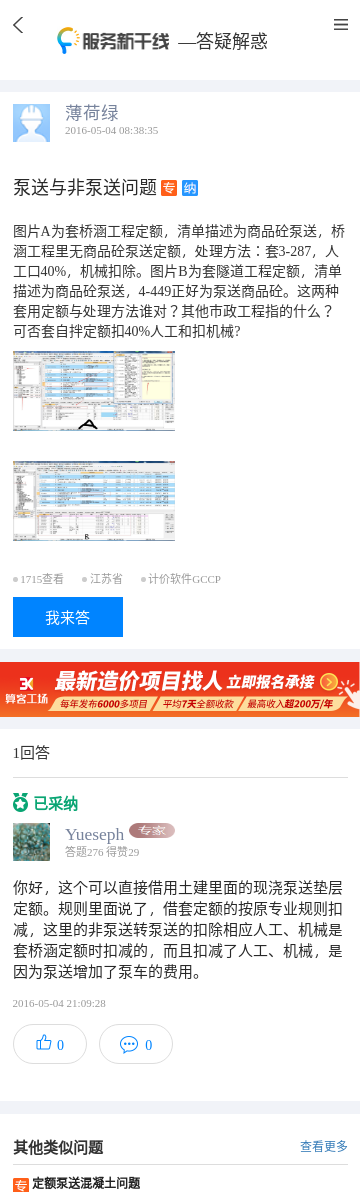 服务新干线 —答疑解惑
薄荷绿
2016-05-04 08:38:35
泵送与非泵送问题 专 纳
图片A为套桥涵工程定额，清单描述为商品砼泵送，桥
涵工程里无商品砼泵送定额，处理方法：套3-287，人
工口40%，机械扣除。图片B为套隧道工程定额，清单
描述为商品砼泵送，4-449正好为泵送商品砼。这两种
套用定额与处理方法谁对？其他市政工程指的什么？
可否套自拌定额扣40%人工和扣机械?
A
B
1715查看 江苏省 计价软件GCCP
我来答
3K
算客工场
最新造价项目找人 立即报名承接
每年发布6000多项目 平均7天全额收款 最高收入超200万/年
1回答
已采纳
Yueseph 专家
答题276 得赞29
你好，这个可以直接借用土建里面的现浇泵送垫层
定额。规则里面说了，借套定额的按原专业规则扣
减，这里的非泵送转泵送的扣除相应人工、机械是
套桥涵定额时扣减的，而且扣减了人工、机械，是
因为泵送增加了泵车的费用。
2016-05-04 21:09:28
0 0
其他类似问题 查看更多
专 定额泵送混凝土问题